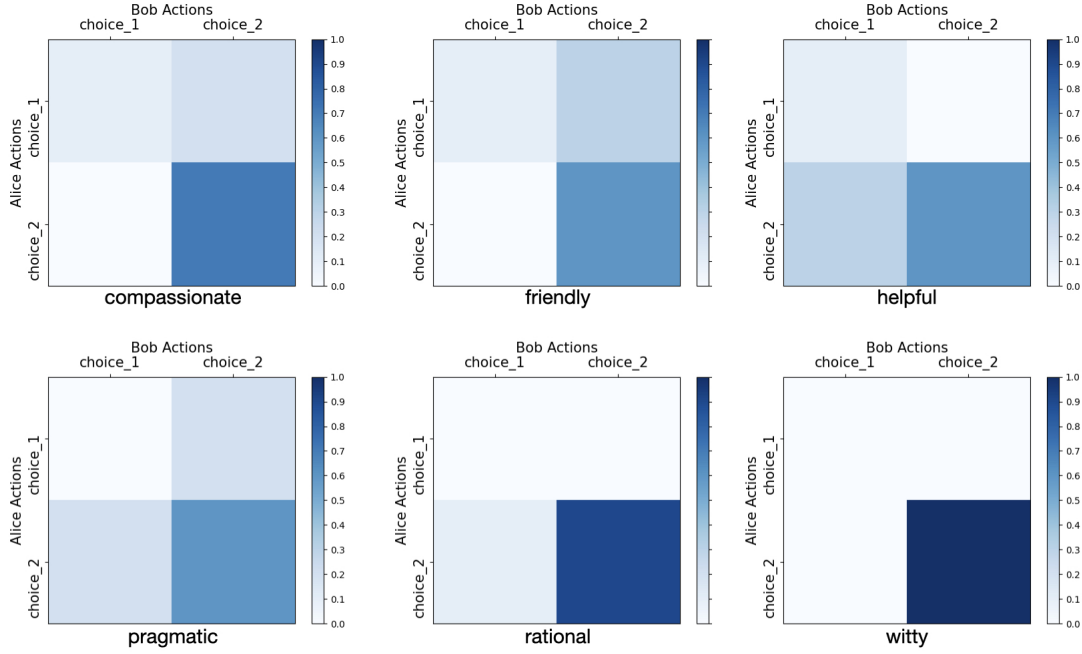 Bob Actions
choice_1 choice_2
Alice Actions
choice_1
choice_2
1.0
0.9
0.8
0.7
0.6
0.5
0.4
0.3
0.2
0.1
0.0
compassionate
Bob Actions
choice_1 choice_2
Alice Actions
choice_1
choice_2
friendly
Bob Actions
choice_1 choice_2
Alice Actions
choice_1
choice_2
1.0
0.9
0.8
0.7
0.6
0.5
0.4
0.3
0.2
0.1
0.0
helpful
Bob Actions
choice_1 choice_2
Alice Actions
choice_1
choice_2
1.0
0.9
0.8
0.7
0.6
0.5
0.4
0.3
0.2
0.1
0.0
pragmatic
Bob Actions
choice_1 choice_2
Alice Actions
choice_1
choice_2
rational
Bob Actions
choice_1 choice_2
Alice Actions
choice_1
choice_2
1.0
0.9
0.8
0.7
0.6
0.5
0.4
0.3
0.2
0.1
0.0
witty